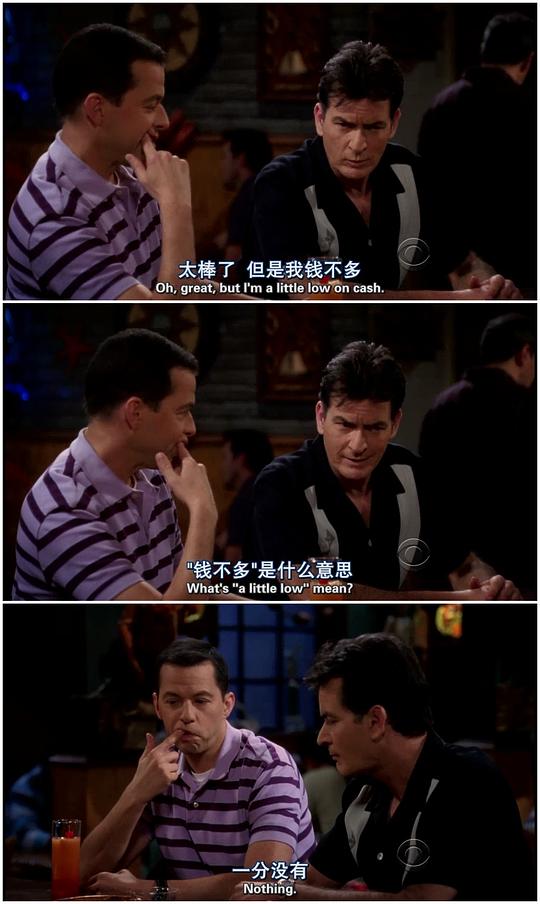 太棒了 但是我钱不多
Oh, great, but I'm a little low on cash.
"钱不多"是什么意思
What's "a little low" mean?
一分没有
Nothing.